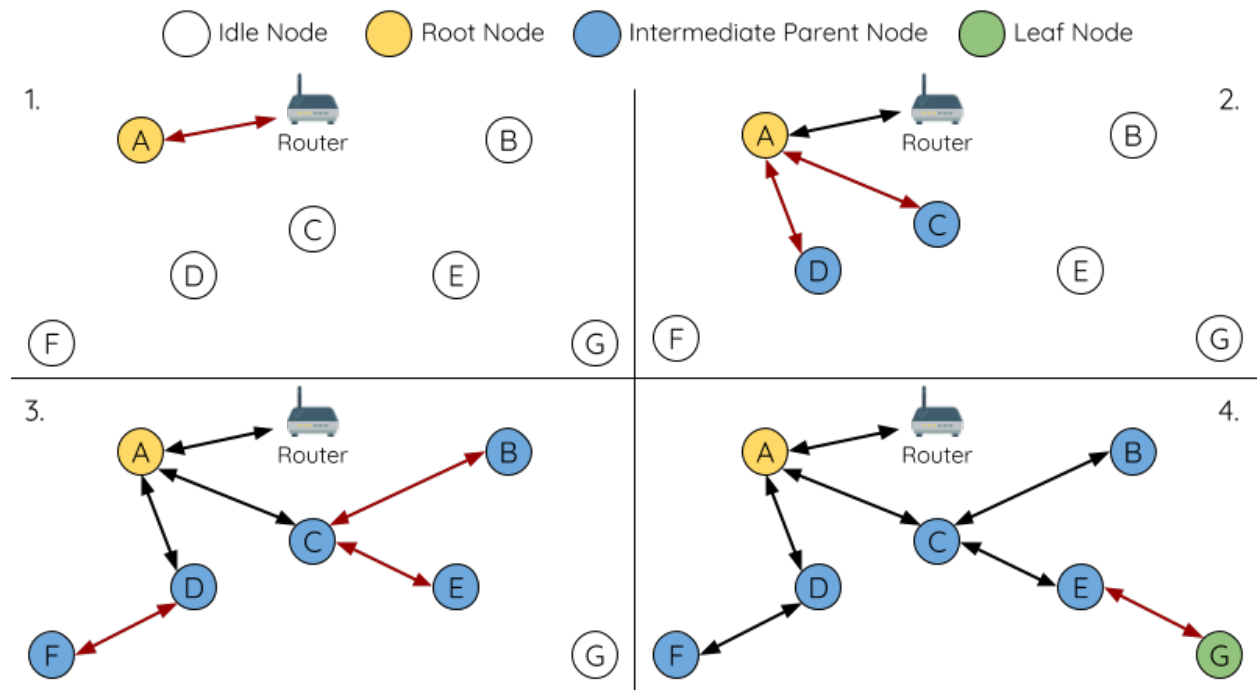 Idle Node
Root Node
Intermediate Parent Node
Leaf Node
1.
A
Router
B
C
D
E
F
G
2.
A
Router
B
C
D
E
F
G
3.
A
Router
B
C
D
E
F
G
4.
A
Router
B
C
D
E
F
G